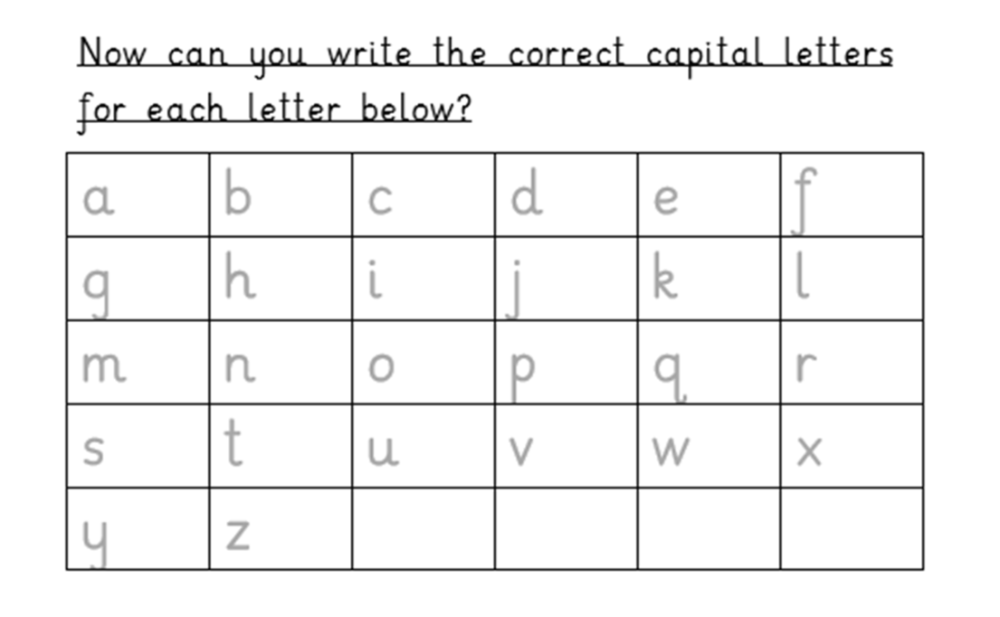 Now can you write the correct capital letters
for each letter below?
a b c d e f
g h i j k l
m n o p q r
s t u v w x
y z